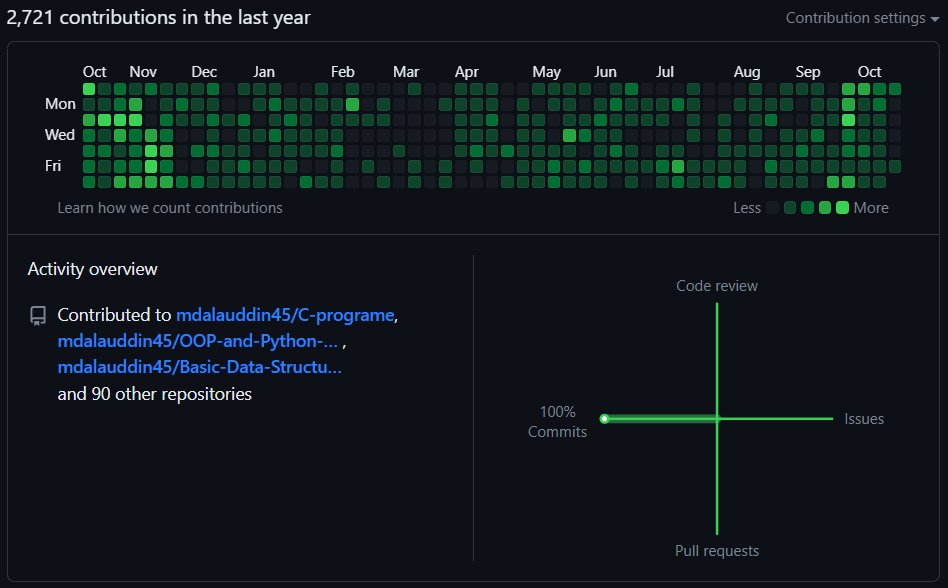 2,721 contributions in the last year
Contribution settings
Oct Nov Dec Jan Feb Mar Apr May Jun Jul Aug Sep Oct
Mon
Wed
Fri
Learn how we count contributions
Less More
Activity overview
Contributed to mdalauddin45/C-programe,
mdalauddin45/OOP-and-Python-... ,
mdalauddin45/Basic-Data-Structu...
and 90 other repositories
Code review
100%
Commits
Issues
Pull requests